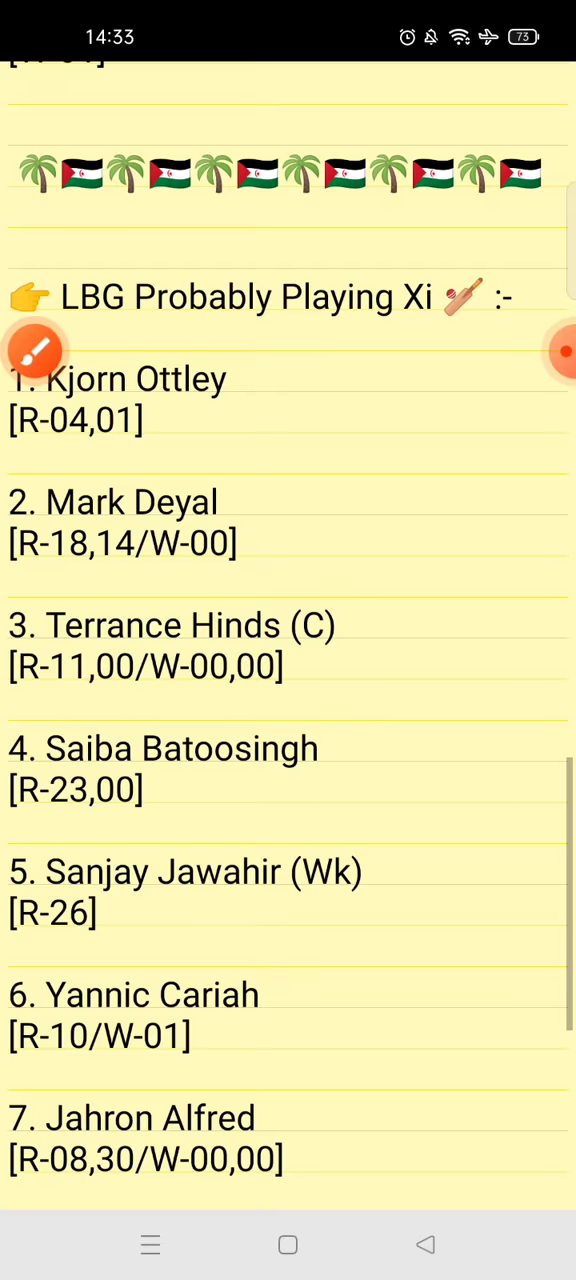 14:33
73
🌴🇪🇭🌴🇪🇭🌴🇪🇭🌴🇪🇭🌴🇪🇭🌴🇪🇭
👉 LBG Probably Playing Xi 🏏 :-
1. Kjorn Ottley
[R-04,01]
2. Mark Deyal
[R-18,14/W-00]
3. Terrance Hinds (C)
[R-11,00/W-00,00]
4. Saiba Batoosingh
[R-23,00]
5. Sanjay Jawahir (Wk)
[R-26]
6. Yannic Cariah
[R-10/W-01]
7. Jahron Alfred
[R-08,30/W-00,00]